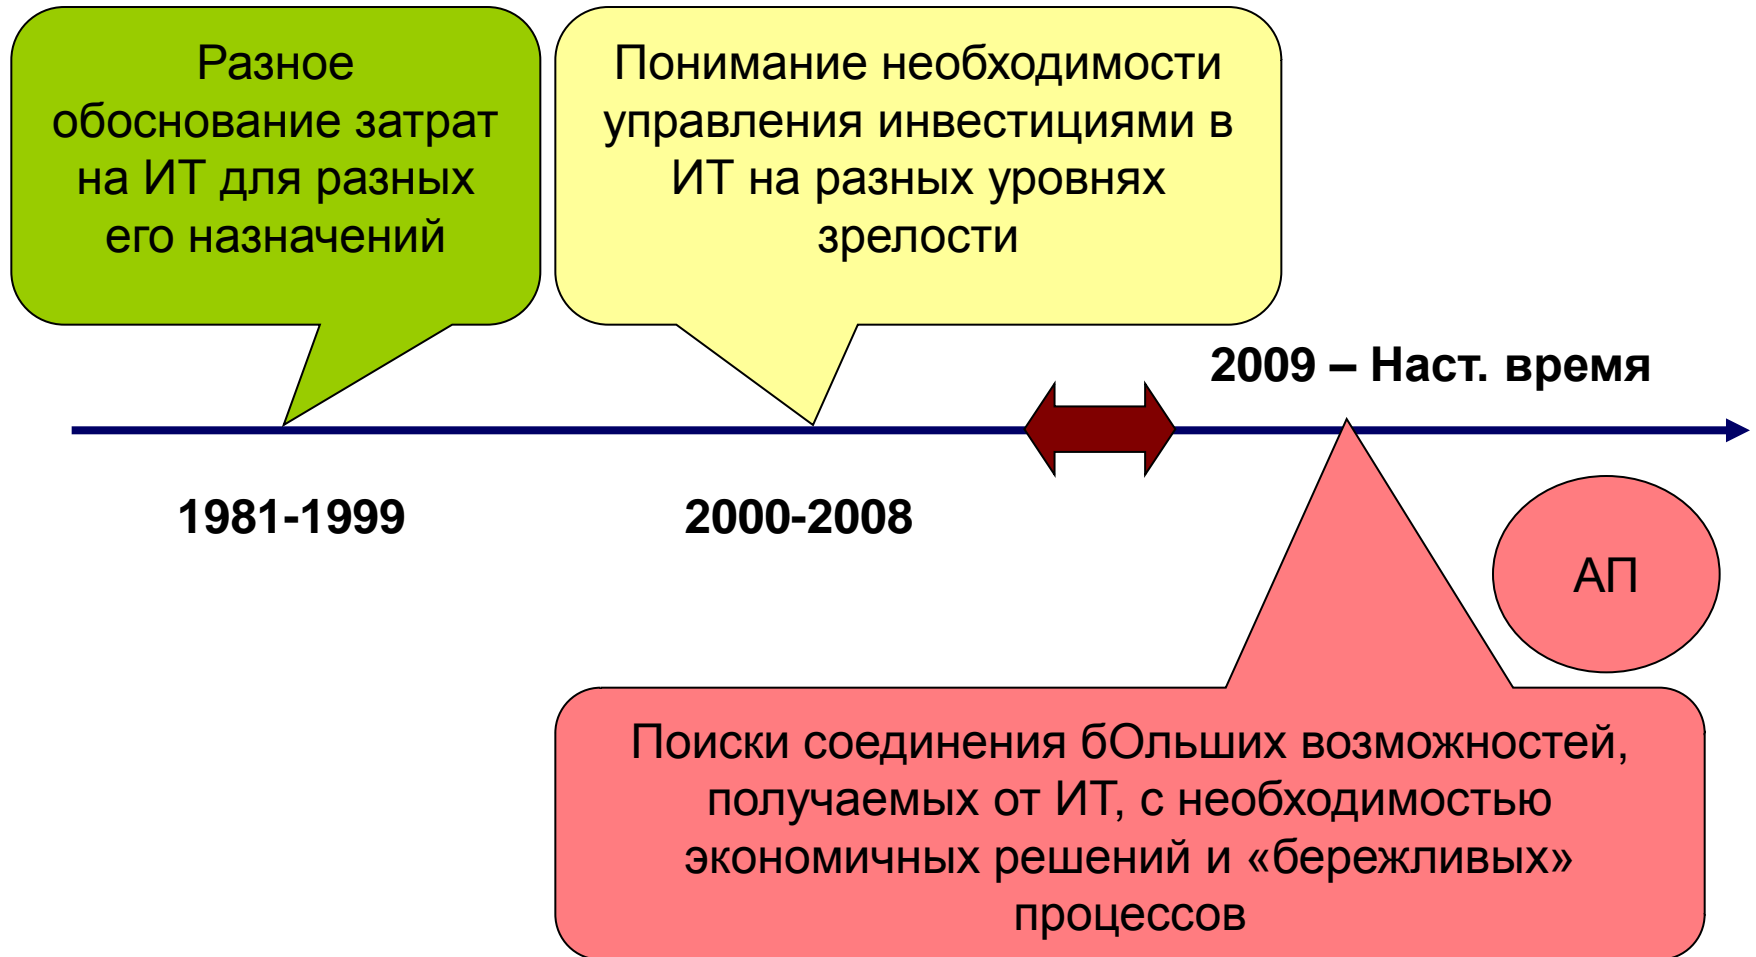 Разное
обоснование затрат
на ИТ для разных
его назначений
Понимание необходимости
управления инвестициями в
ИТ на разных уровнях
зрелости
2009 – Наст. время
1981-1999
2000-2008
АП
Поиски соединения бОльших возможностей,
получаемых от ИТ, с необходимостью
экономичных решений и «бережливых»
процессов